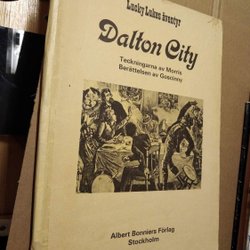 Lucky Lukes äventyr
Dalton City
Teckningarna av Morris
Berättelsen av Goscinny
Albert Bonniers Förlag
Stockholm